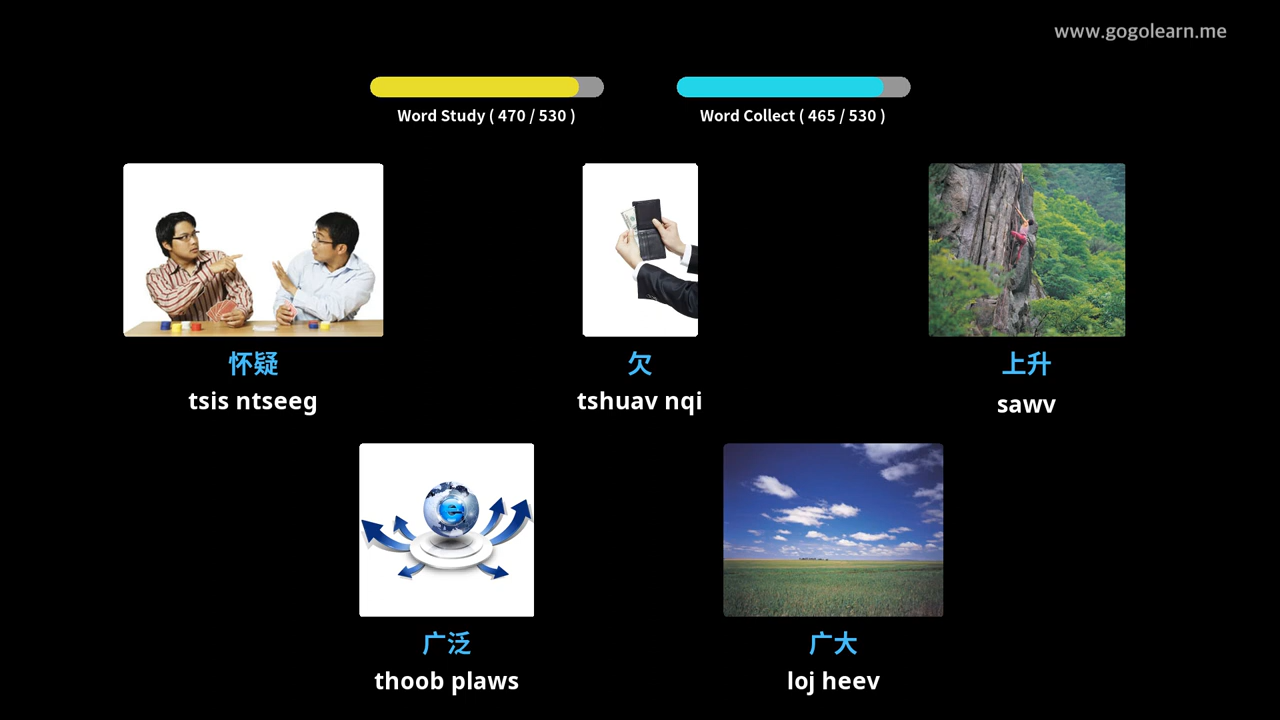 www.gogolearn.me
Word Study ( 470 / 530 )
Word Collect ( 465 / 530 )
怀疑
tsis ntseeg
欠
tshuav nqi
上升
sawv
e
广泛
thoob plaws
广大
loj heev